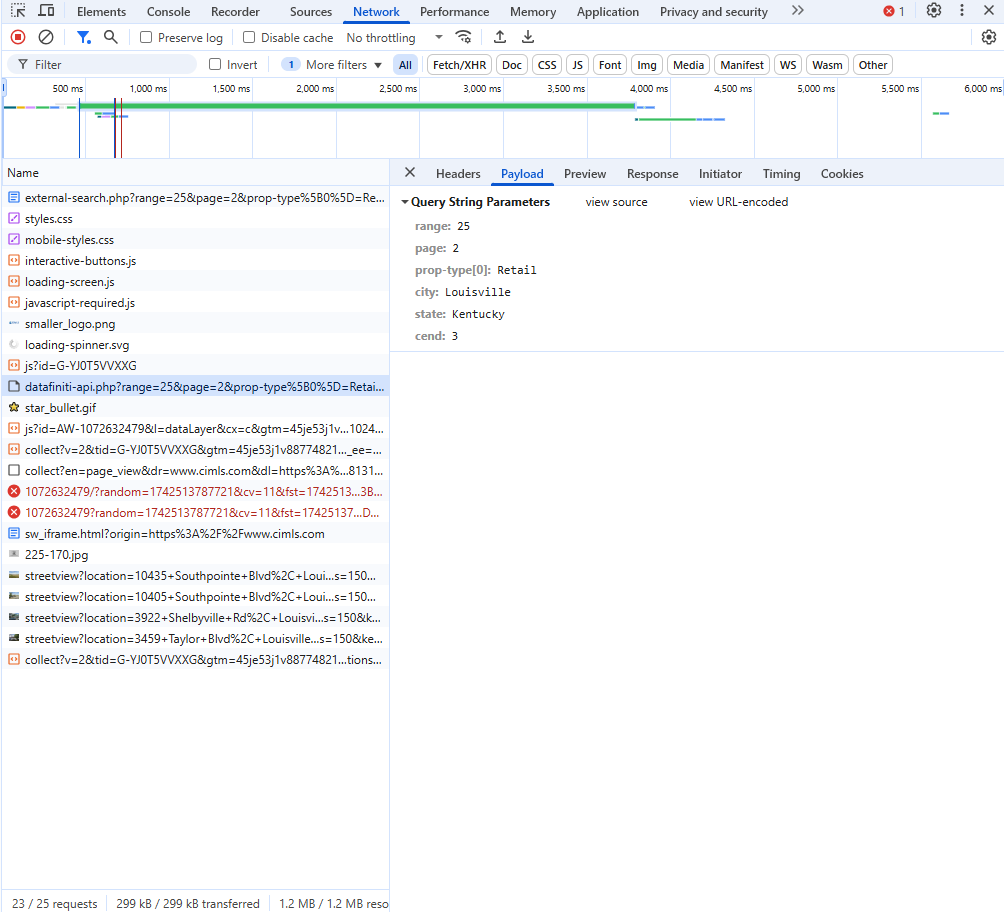 Elements Console Recorder Sources Network Performance Memory Application Privacy and security 1
Preserve log Disable cache No throttling
Filter Invert 1 More filters All Fetch/XHR Doc CSS JS Font Img Media Manifest WS Wasm Other
500 ms 1,000 ms 1,500 ms 2,000 ms 2,500 ms 3,000 ms 3,500 ms 4,000 ms 4,500 ms 5,000 ms 5,500 ms 6,000 ms
Name
external-search.php?range=25&page=2&prop-type%5B0%5D=Re...
styles.css
mobile-styles.css
interactive-buttons.js
loading-screen.js
javascript-required.js
smaller_logo.png
loading-spinner.svg
js?id=G-YJ0T5VVXXG
datafiniti-api.php?range=25&page=2&prop-type%5B0%5D=Retai...
star_bullet.gif
js?id=AW-1072632479&l=dataLayer&cx=c&gtm=45je53j1v...1024...
collect?v=2&tid=G-YJ0T5VVXXG&gtm=45je53j1v88774821..._ee=...
collect?en=page_view&dr=www.cimls.com&dl=https%3A%...8131...
1072632479/?random=1742513787721&cv=11&fst=1742513...3B...
1072632479?random=1742513787721&cv=11&fst=17425137...D...
sw_iframe.html?origin=https%3A%2F%2Fwww.cimls.com
225-170.jpg
streetview?location=10435+Southpointe+Blvd%2C+Loui...s=150...
streetview?location=10405+Southpointe+Blvd%2C+Loui...s=150...
streetview?location=3922+Shelbyville+Rd%2C+Louisvi...s=150&k...
streetview?location=3459+Taylor+Blvd%2C+Louisville...s=150&ke...
collect?v=2&tid=G-YJ0T5VVXXG&gtm=45je53j1v88774821...tions...
23 / 25 requests 299 kB / 299 kB transferred 1.2 MB / 1.2 MB reso
Headers Payload Preview Response Initiator Timing Cookies
Query String Parameters view source view URL-encoded
range: 25
page: 2
prop-type[0]: Retail
city: Louisville
state: Kentucky
cend: 3